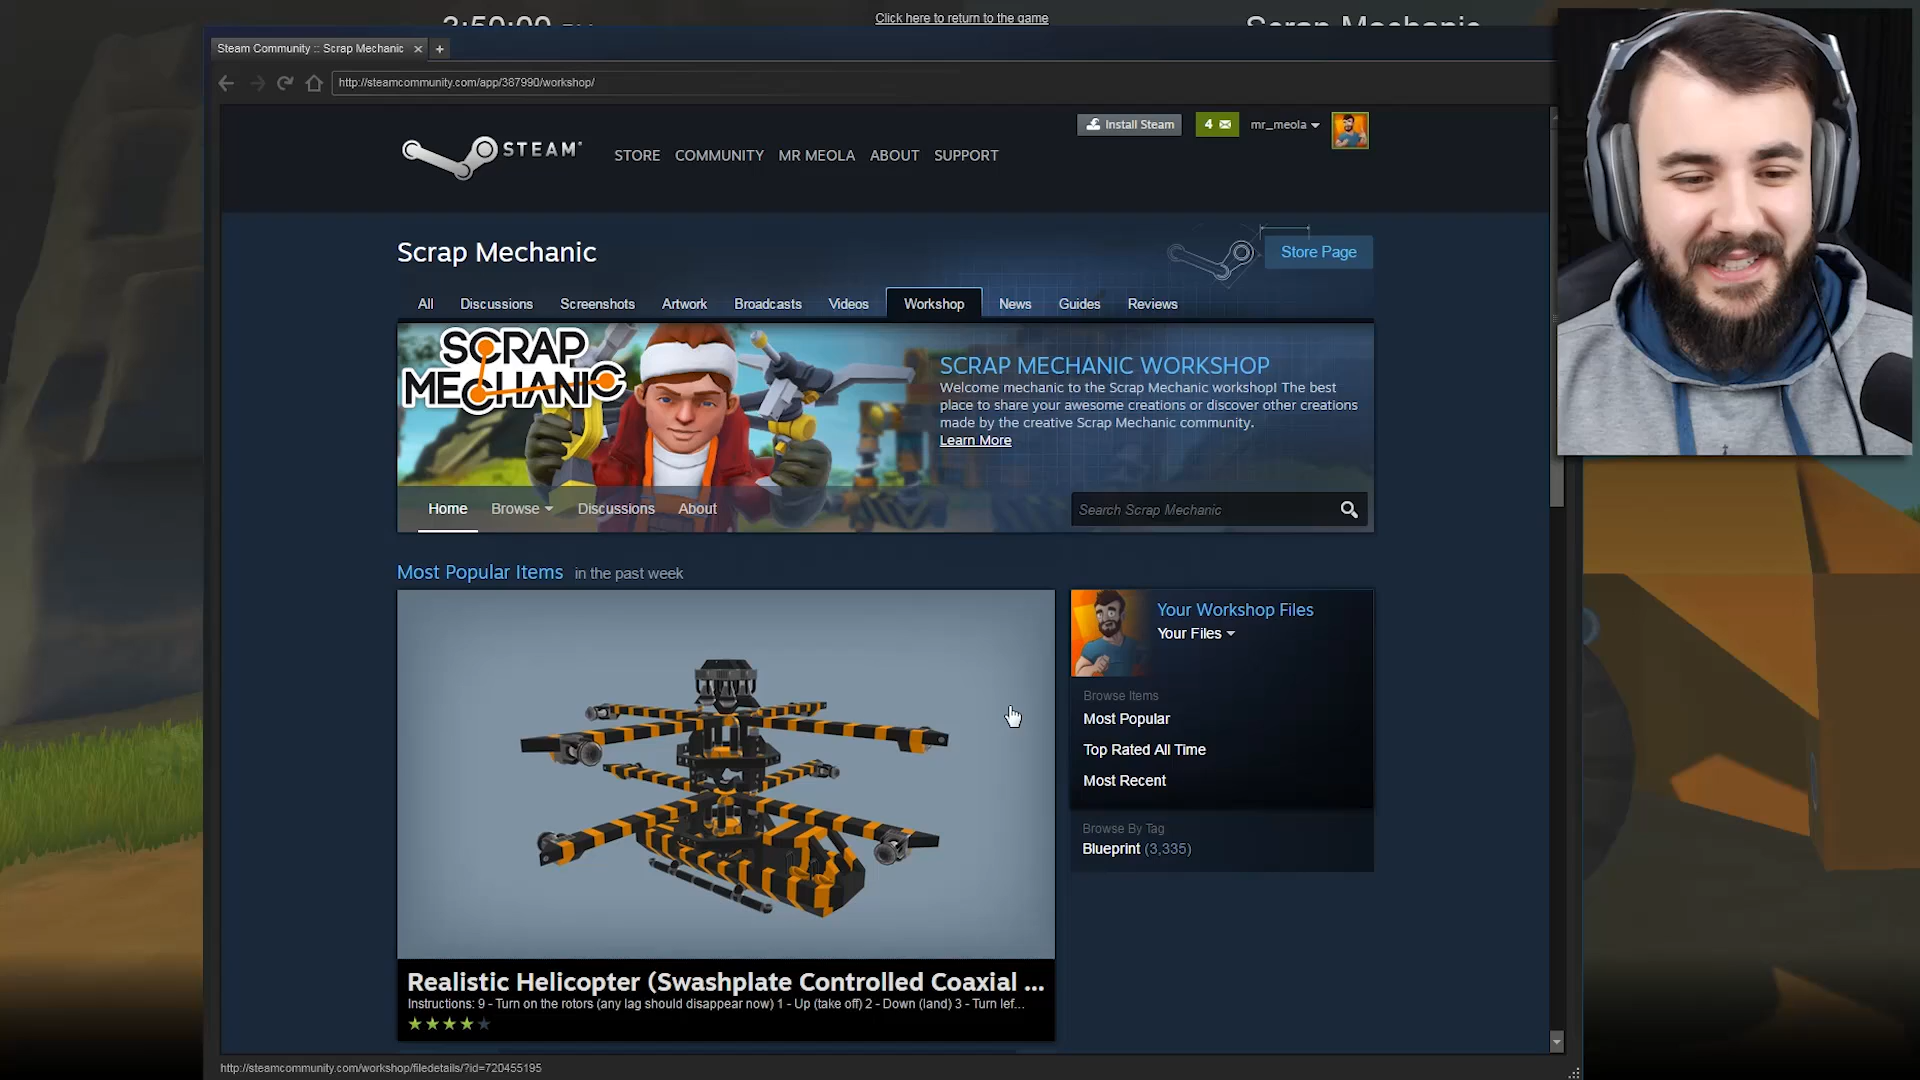 Click here to return to the game
Scrap Mechanic
Steam Community :: Scrap Mechanic
http://steamcommunity.com/app/387990/workshop/
Install Steam
4
mr_meola
STEAM
STORE
COMMUNITY
MR MEOLA
ABOUT
SUPPORT
Scrap Mechanic
Store Page
All
Discussions
Screenshots
Artwork
Broadcasts
Videos
Workshop
News
Guides
Reviews
SCRAP
MECHANIC
SCRAP MECHANIC WORKSHOP
Welcome mechanic to the Scrap Mechanic workshop! The best
place to share your awesome creations or discover other creations
made by the creative Scrap Mechanic community.
Learn More
Home
Browse
Discussions
About
Search Scrap Mechanic
Most Popular Items in the past week
Your Workshop Files
Your Files
Browse Items
Most Popular
Top Rated All Time
Most Recent
Browse By Tag
Blueprint (3,335)
Realistic Helicopter (Swashplate Controlled Coaxial ...
Instructions: 9 - Turn on the rotors (any lag should disappear now) 1 - Up (take off) 2 - Down (land) 3 - Turn lef...
http://steamcommunity.com/workshop/filedetails/?id=720455195